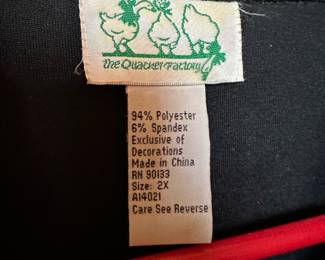 the Quacker Factory
94% Polyester
6% Spandex
Exclusive of
Decorations
Made in China
RN 90133
Size: 2X
A14021
Care See Reverse